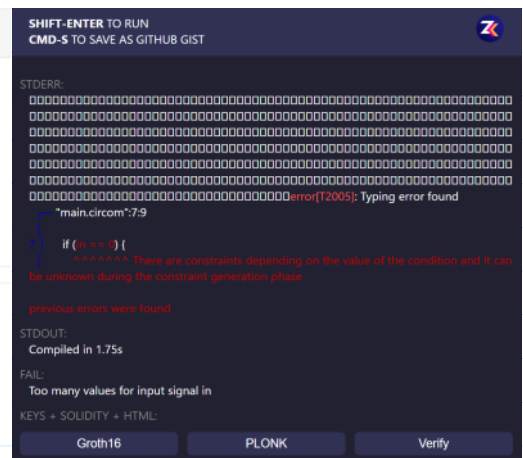 SHIFT-ENTER TO RUN
CMD-S TO SAVE AS GITHUB GIST
ZK
STDERR:
error[T2005]: Typing error found
"main.circom":7:9
7
if (in == 0) {
^^^^^^^ There are constraints depending on the value of the condition and it can
be unknown during the constraint generation phase
previous errors were found
STDOUT:
Compiled in 1.75s
FAIL:
Too many values for input signal in
KEYS + SOLIDITY + HTML:
Groth16
PLONK
Verify